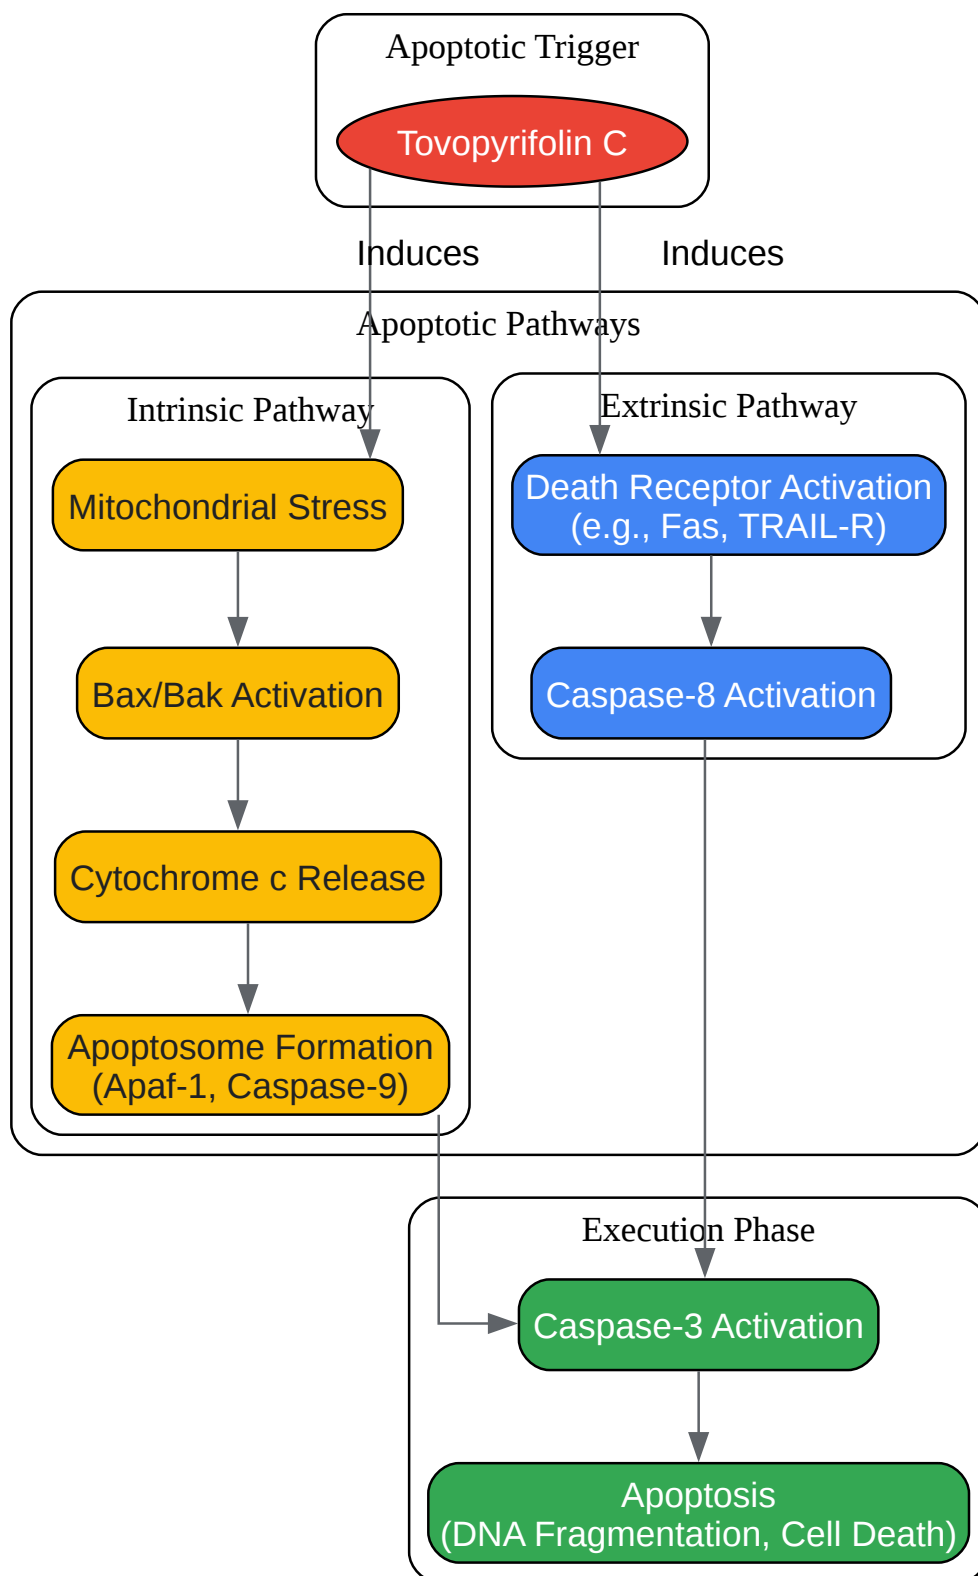 Apoptotic Trigger
Tovopyrifolin C
Induces
Induces
Apoptotic Pathways
Intrinsic Pathway
Mitochondrial Stress
Bax/Bak Activation
Cytochrome c Release
Apoptosome Formation
(Apaf-1, Caspase-9)
Extrinsic Pathway
Death Receptor Activation
(e.g., Fas, TRAIL-R)
Caspase-8 Activation
Execution Phase
Caspase-3 Activation
Apoptosis
(DNA Fragmentation, Cell Death)